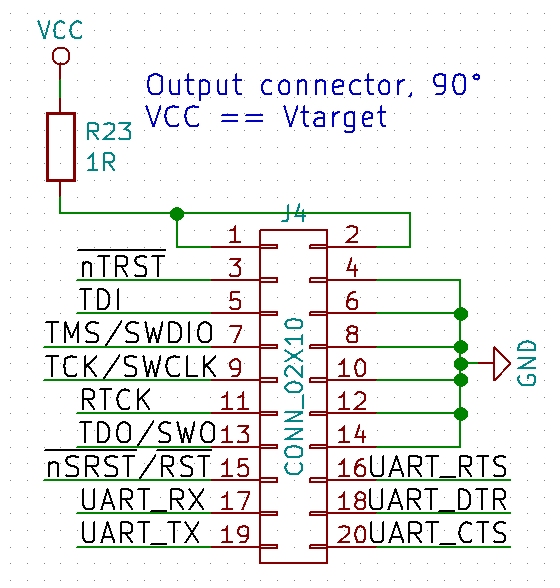 VCC
Output connector, 90°
VCC == Vtarget
R23
1R
J4
1 2
nTRST 3 4
TDI 5 6
TMS/SWDIO 7 8
TCK/SWCLK 9 10
RTCK 11 12
TDO/SWO 13 14
nSRST/RST 15 16 UART_RTS
UART_RX 17 18 UART_DTR
UART_TX 19 20 UART_CTS
CONN_02X10
GND